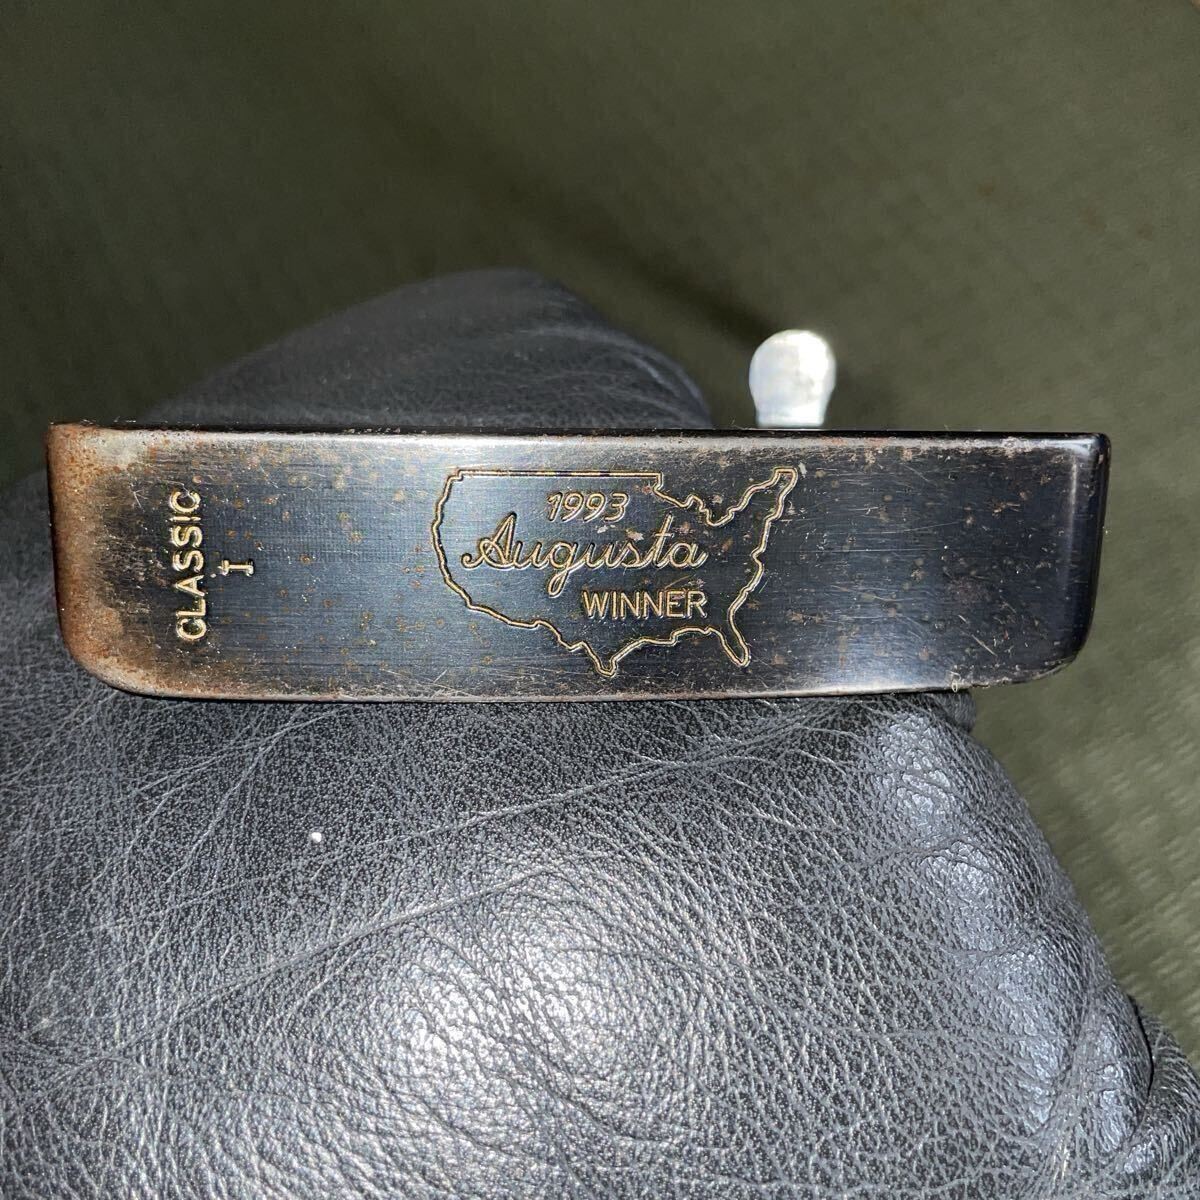 CLASSIC
I
1993
Augusta
WINNER